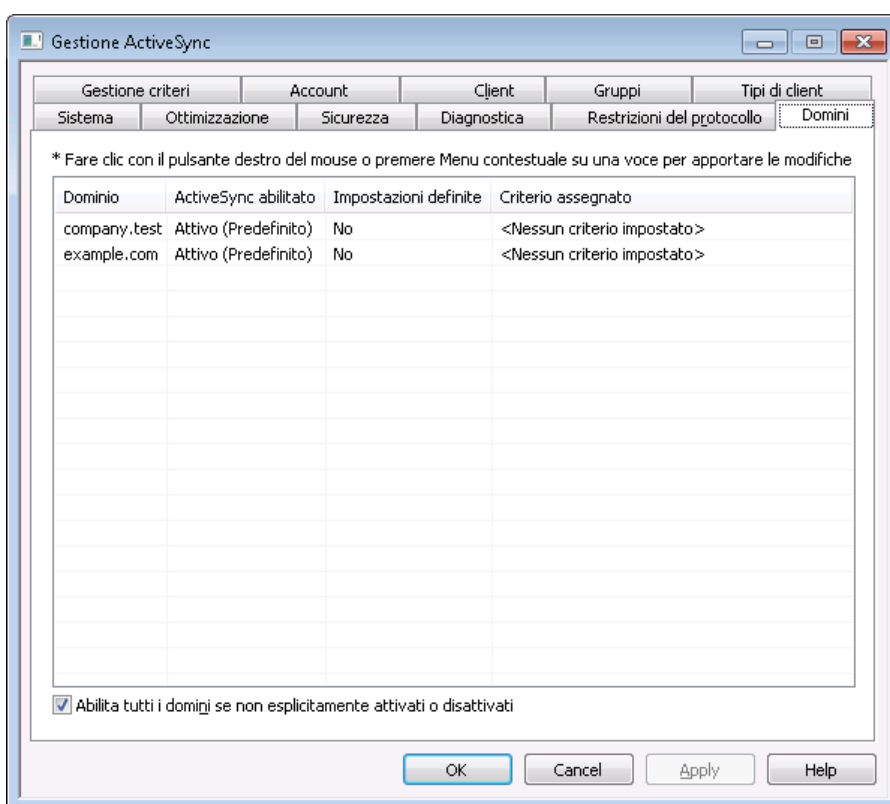 Gestione ActiveSync
Gestione criteri Account Client Gruppi Tipi di client
Sistema Ottimizzazione Sicurezza Diagnostica Restrizioni del protocollo Domini
* Fare clic con il pulsante destro del mouse o premere Menu contestuale su una voce per apportare le modifiche
Dominio ActiveSync abilitato Impostazioni definite Criterio assegnato
company.test Attivo (Predefinito) No <Nessun criterio impostato>
example.com Attivo (Predefinito) No <Nessun criterio impostato>
Abilita tutti i domini se non esplicitamente attivati o disattivati
OK Cancel Apply Help